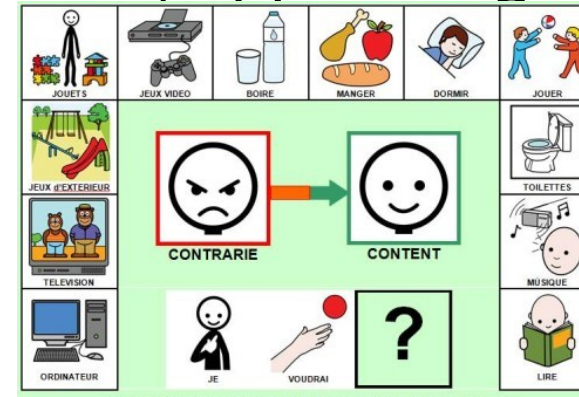 JOUETS
JEUX VIDEO
BOIRE
MANGER
DORMIR
JOUER
JEUX d'EXTERIEUR
TOILETTES
CONTRARIE
CONTENT
TELEVISION
MUSIQUE
?
ORDINATEUR
JE
VOUDRAI
LIRE